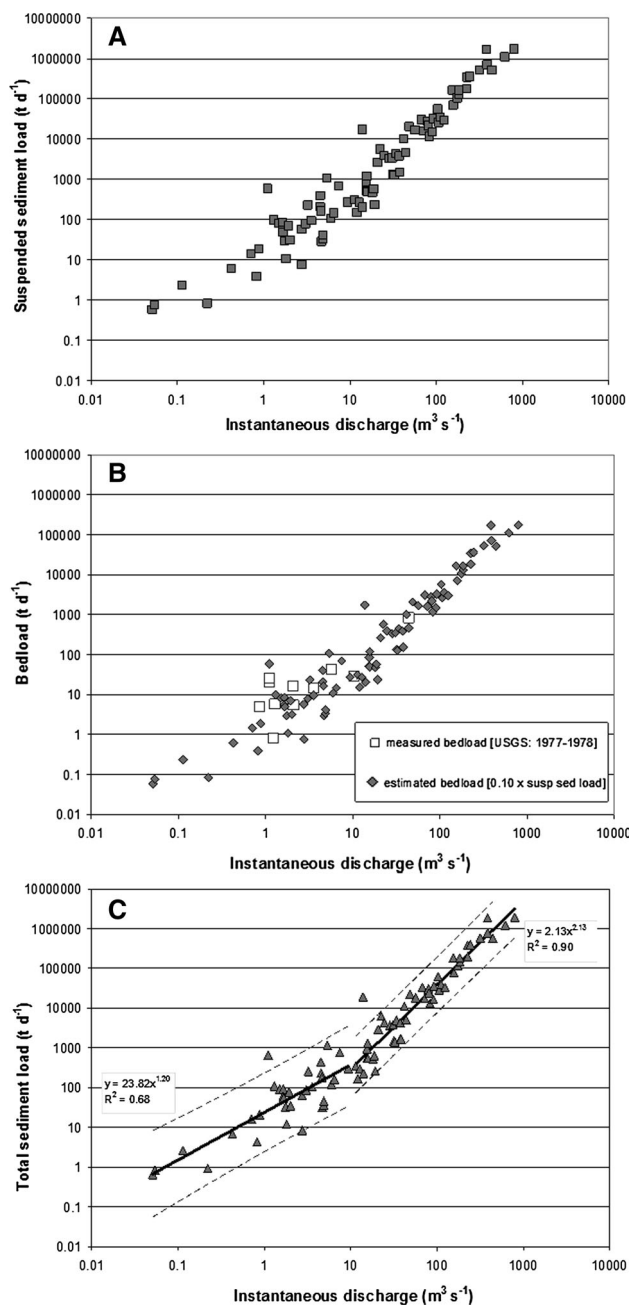 A
10000000
1000000
100000
10000
1000
100
10
1
0.1
0.01
Suspended sediment load (t d⁻¹)
0.01 0.1 1 10 100 1000 10000
Instantaneous discharge (m³ s⁻¹)
B
10000000
1000000
100000
10000
1000
100
10
1
0.1
0.01
Bedload (t d⁻¹)
measured bedload [USGS: 1977-1978]
estimated bedload [0.10 x susp sed load]
0.01 0.1 1 10 100 1000 10000
Instantaneous discharge (m³ s⁻¹)
C
10000000
1000000
100000
10000
1000
100
10
1
0.1
0.01
Total sediment load (t d⁻¹)
y = 2.13x^2.13
R² = 0.90
y = 23.82x^1.20
R² = 0.68
0.01 0.1 1 10 100 1000 10000
Instantaneous discharge (m³ s⁻¹)